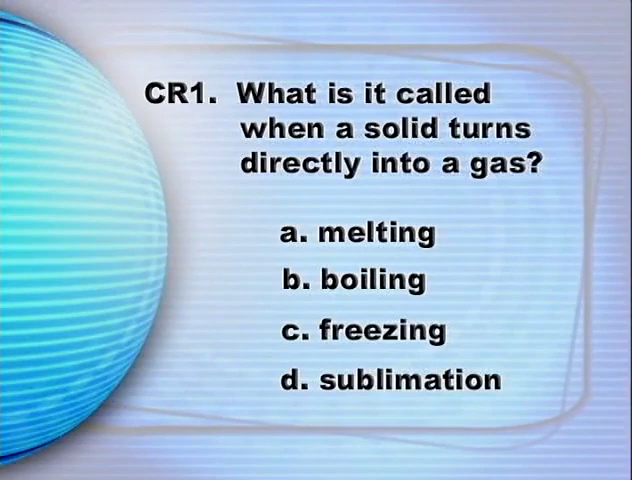 CR1. What is it called
when a solid turns
directly into a gas?
a. melting
b. boiling
c. freezing
d. sublimation